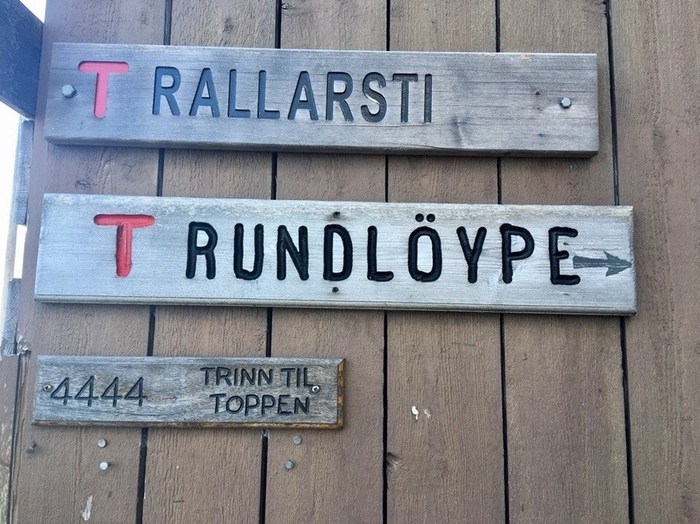 T RALLARSTI
T RUNDLÖYPE
4444 TRINN TIL
TOPPEN